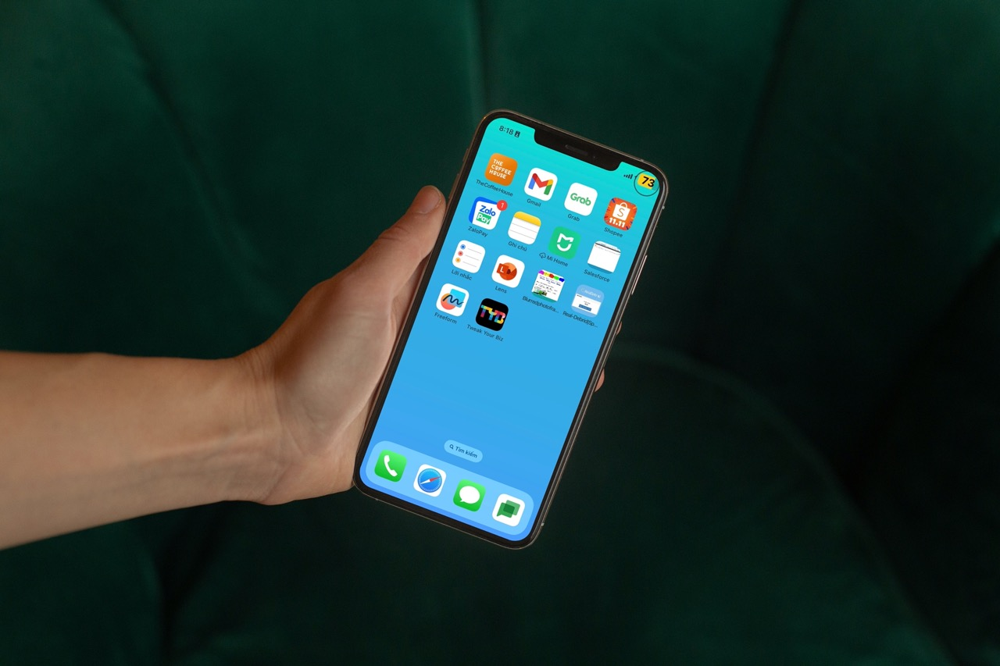 8:18
73
THE
COFFEE
HOUSE
TheCoffeeHouse
Gmail
Grab
Grab
S
11.11
Shopee
Zalo
Pay
1
ZaloPay
Ghi chú
Mi Home
Salesforce
Lời nhắc
L
Lens
Blurredphotofra...
Real-Debrid|Sp...
Freeform
TYB
Tweak Your Biz
Tìm kiếm